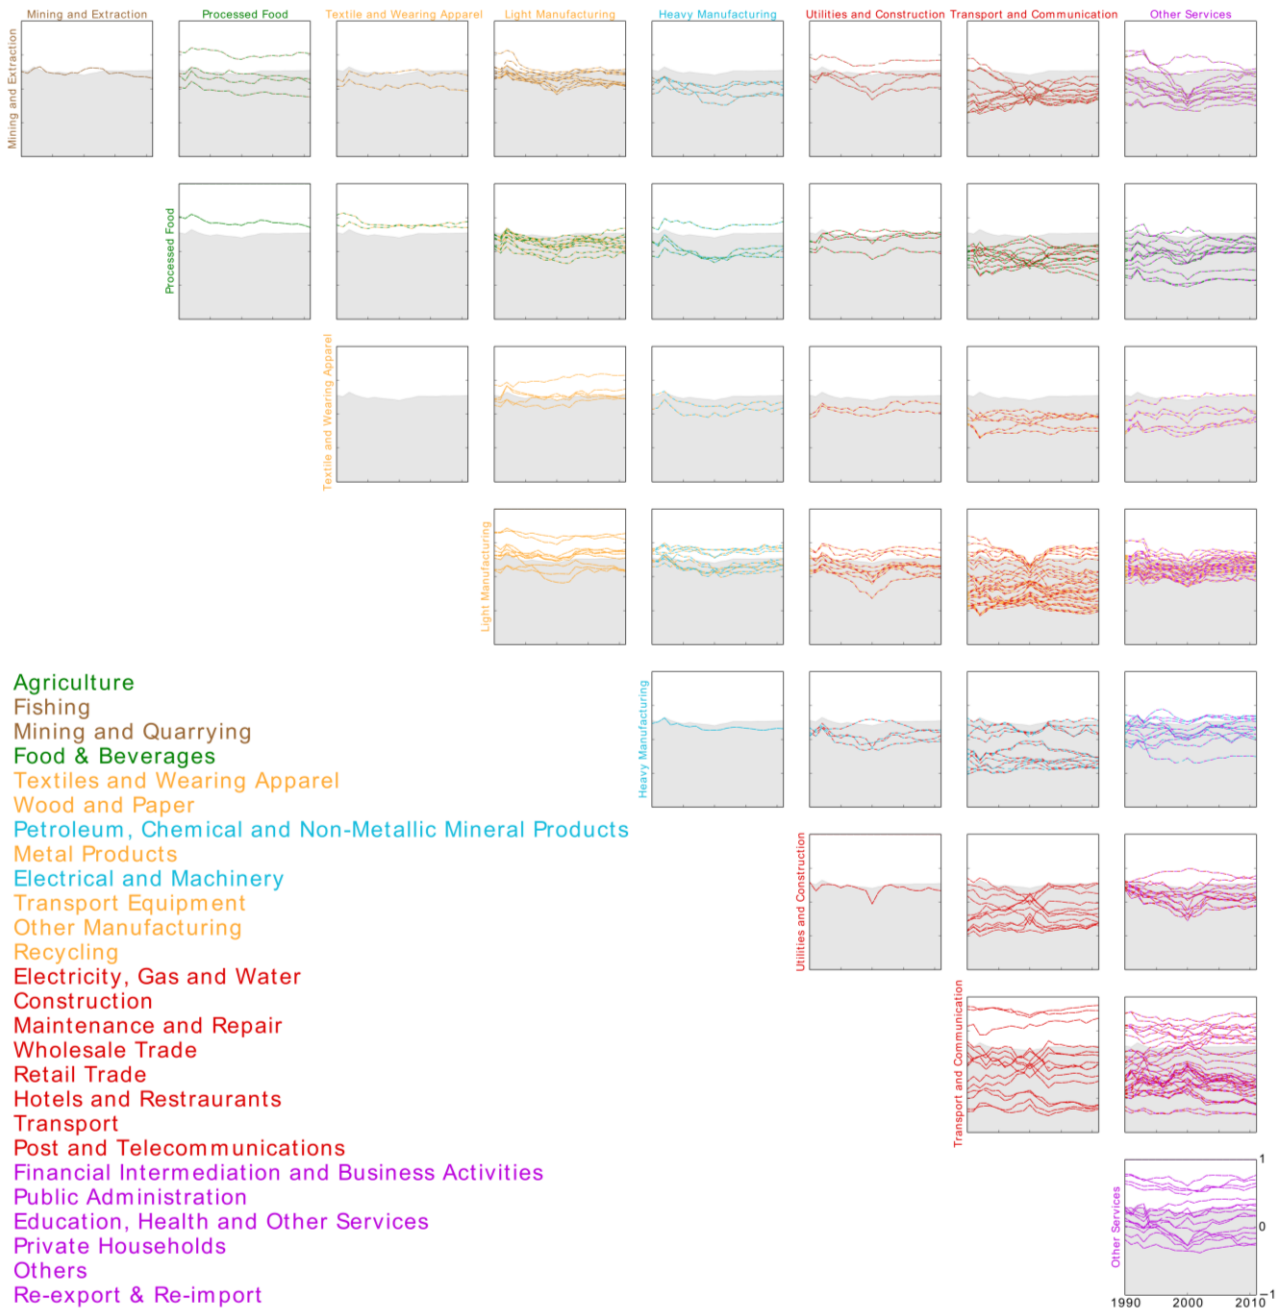 Mining and Extraction
Processed Food
Textile and Wearing Apparel
Light Manufacturing
Heavy Manufacturing
Utilities and Construction
Transport and Communication
Other Services
Mining and Extraction
Processed Food
Textile and Wearing Apparel
Light Manufacturing
Heavy Manufacturing
Utilities and Construction
Transport and Communication
Other Services
Agriculture
Fishing
Mining and Quarrying
Food & Beverages
Textiles and Wearing Apparel
Wood and Paper
Petroleum, Chemical and Non-Metallic Mineral Products
Metal Products
Electrical and Machinery
Transport Equipment
Other Manufacturing
Recycling
Electricity, Gas and Water
Construction
Maintenance and Repair
Wholesale Trade
Retail Trade
Hotels and Restraurants
Transport
Post and Telecommunications
Financial Intermediation and Business Activities
Public Administration
Education, Health and Other Services
Private Households
Others
Re-export & Re-import
1
0
−1
1990 2000 2010